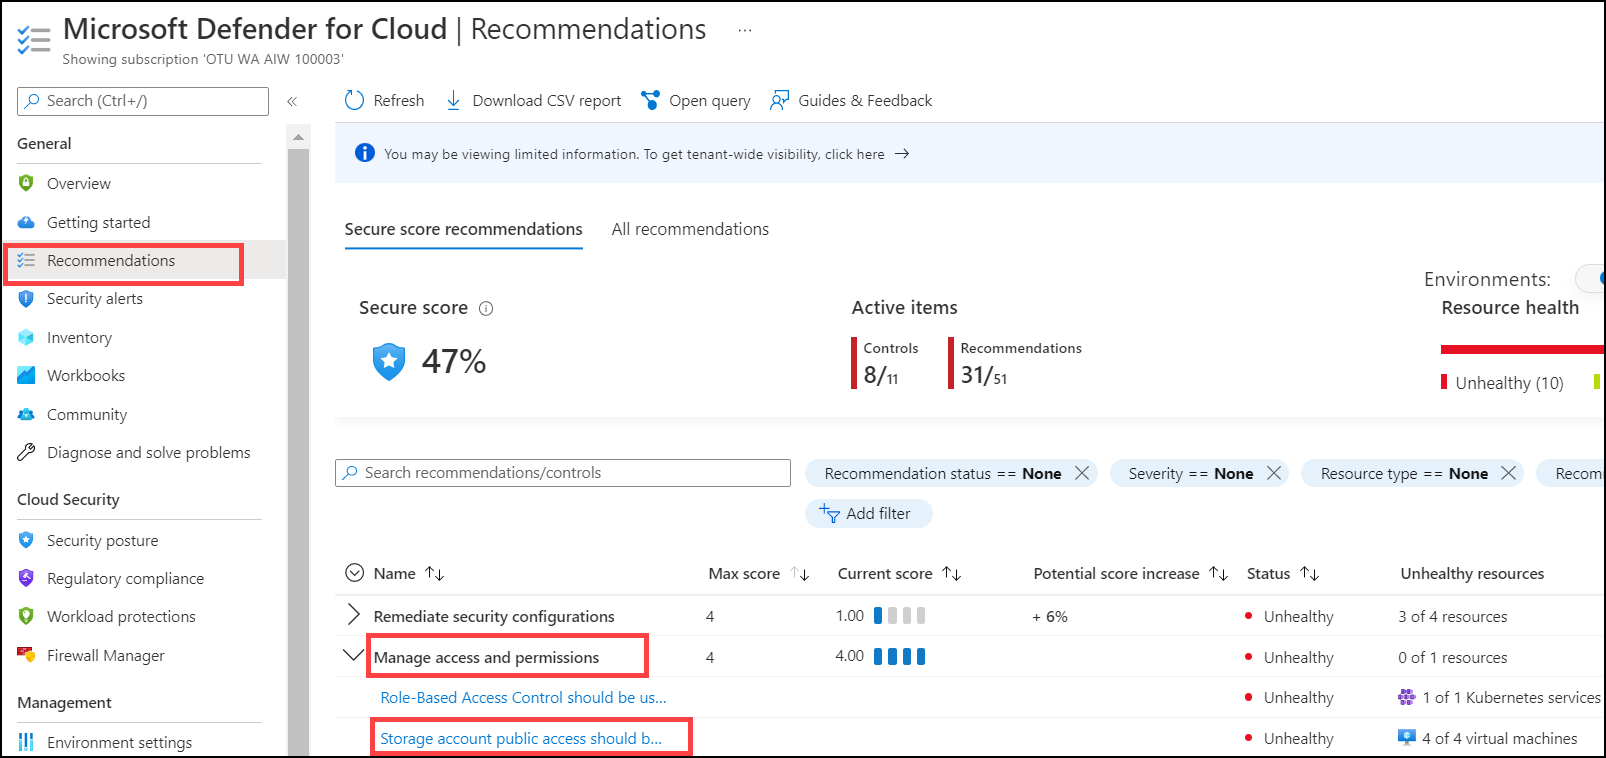 Microsoft Defender for Cloud | Recommendations ...
Showing subscription 'OTU WA AIW 100003'
Search (Ctrl+/)
«
General
Overview
Getting started
Recommendations
Security alerts
Inventory
Workbooks
Community
Diagnose and solve problems
Cloud Security
Security posture
Regulatory compliance
Workload protections
Firewall Manager
Management
Environment settings
Refresh Download CSV report Open query Guides & Feedback
You may be viewing limited information. To get tenant-wide visibility, click here →
Secure score recommendations All recommendations
Environments:
Secure score Active items Resource health
47%
Controls Recommendations
8/11 31/51
Unhealthy (10)
Search recommendations/controls
Recommendation status == None Severity == None Resource type == None Recom
Add filter
Name Max score Current score Potential score increase Status Unhealthy resources
Remediate security configurations 4 1.00 + 6% Unhealthy 3 of 4 resources
Manage access and permissions 4 4.00 Unhealthy 0 of 1 resources
Role-Based Access Control should be us... Unhealthy 1 of 1 Kubernetes services
Storage account public access should b... Unhealthy 4 of 4 virtual machines